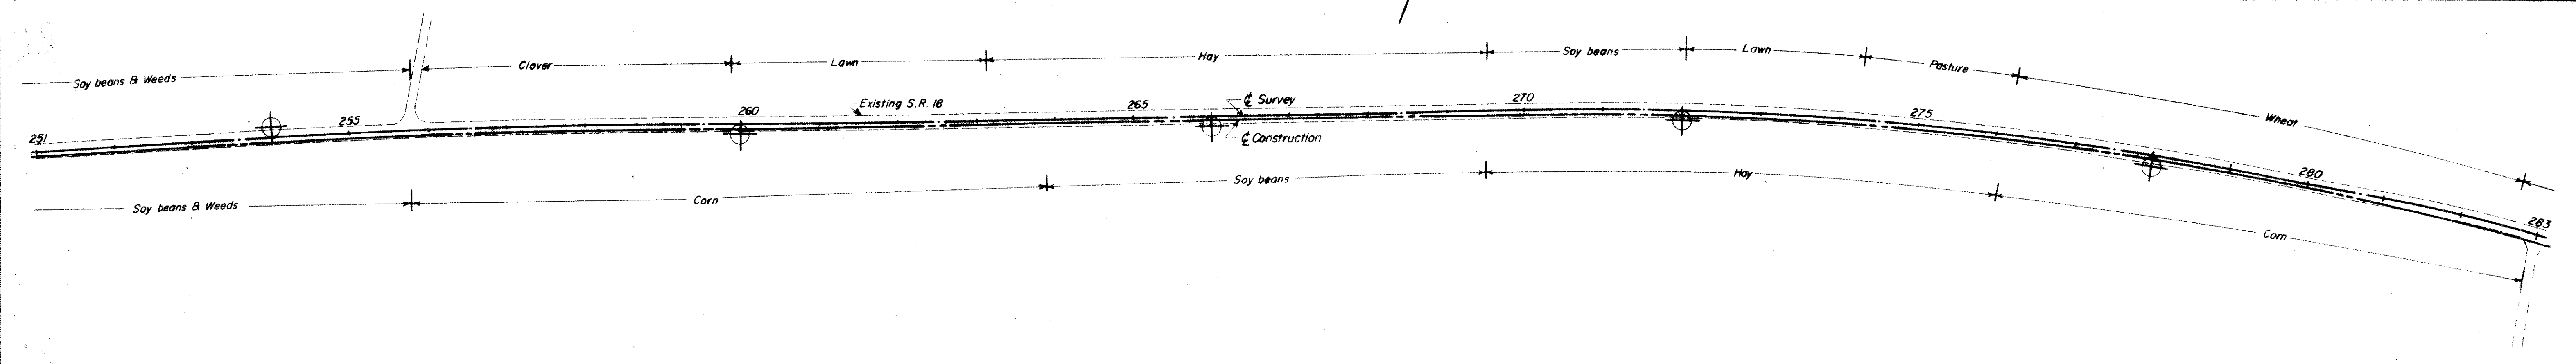 Soy beans & Weeds
Clover
Lawn
Hay
Soy beans
Lawn
Pasture
Wheat
251
255
260
Existing S.R. 18
265
℄ Survey
℄ Construction
270
275
280
283
Soy beans & Weeds
Corn
Soy beans
Hay
Corn